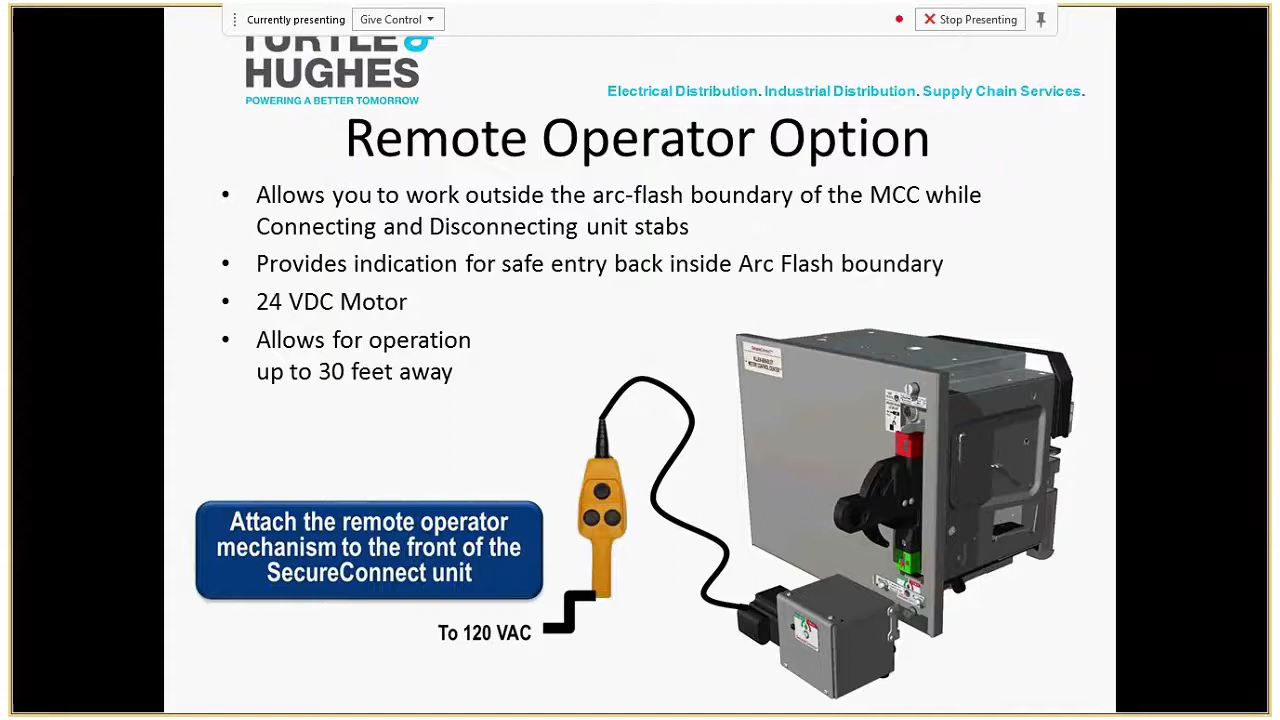 Currently presenting
Give Control
Stop Presenting
TURTLE &
HUGHES
POWERING A BETTER TOMORROW
Electrical Distribution. Industrial Distribution. Supply Chain Services.
Remote Operator Option
• Allows you to work outside the arc-flash boundary of the MCC while
Connecting and Disconnecting unit stabs
• Provides indication for safe entry back inside Arc Flash boundary
• 24 VDC Motor
• Allows for operation
up to 30 feet away
Attach the remote operator
mechanism to the front of the
SecureConnect unit
To 120 VAC